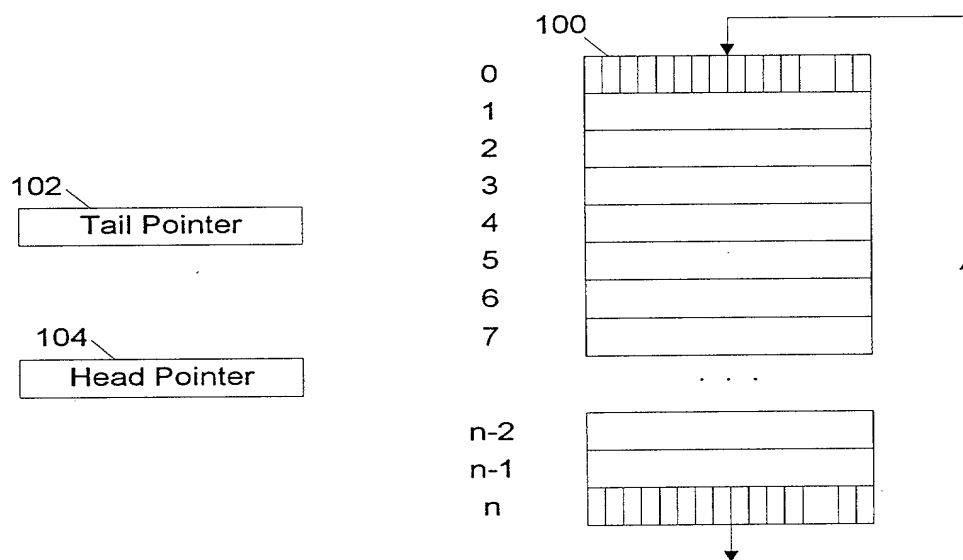 100
0
1
2
3
4
5
6
7
102
Tail Pointer
104
Head Pointer
. . .
n-2
n-1
n